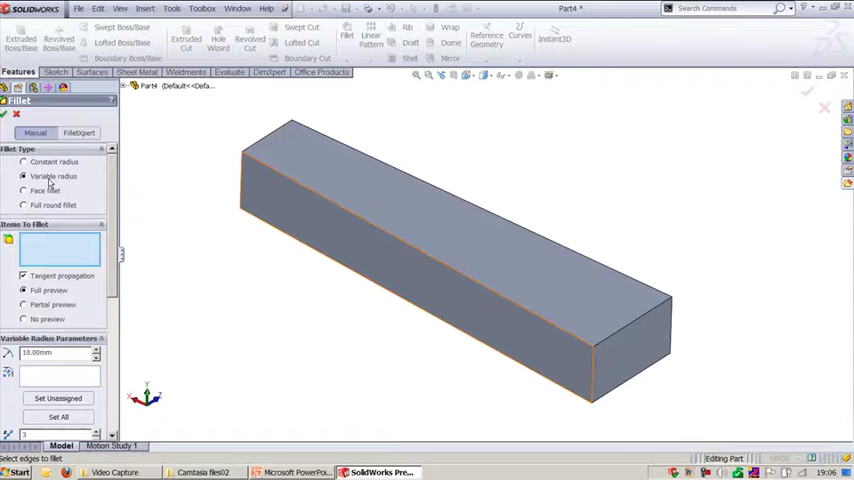 SOLIDWORKS File Edit View Insert Tools Toolbox Window Help Part4 * SolidWorks Search
Extruded Boss/Base Revolved Boss/Base Swept Boss/Base Lofted Boss/Base Boundary Boss/Base Extruded Cut Hole Wizard Revolved Cut Swept Cut Lofted Cut Boundary Cut Fillet Linear Pattern Rib Draft Shell Wrap Dome Mirror Reference Geometry Curves Instant3D
Features Sketch Surfaces Sheet Metal Weldments Evaluate DimXpert Office Products
Part4 (Default<<Defa...
Fillet ?
Manual FilletXpert
Fillet Type
Constant radius
Variable radius
Face fillet
Full round fillet
Items To Fillet
Tangent propagation
Full preview
Partial preview
No preview
Variable Radius Parameters
10.00mm
Set Unassigned
Set All
3
Y
X
Z
Model Motion Study 1
Select edges to fillet Editing Part
Start Video Capture Camtasia files02 Microsoft PowerPoi... SolidWorks Pre... 19:06